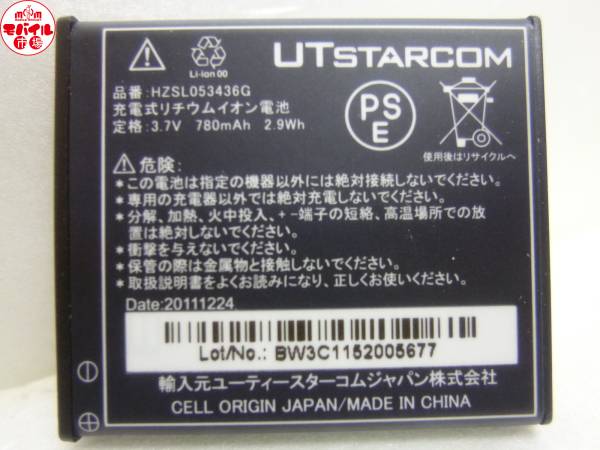 モバイル
市場
UTSTARCOM
Li-ion 00
品番：HZSL053436G
充電式リチウムイオン電池
定格：3.7V 780mAh 2.9Wh
PSE
使用後はリサイクルへ
危険：
*この電池は指定の機器以外には絶対接続しないでください。
*専用の充電器以外では絶対充電しないでください。
*分解、加熱、火中投入、+ -端子の短絡、高温場所での放
置は絶対しないでください。
*衝撃を与えないでください。
*保管の際は金属物と接触しないでください。
*取扱説明書をよくお読みになり、正しくお使いください。
Date:20111224
Lot/No.: BW3C1152005677
輸入元ユーティースターコムジャパン株式会社
CELL ORIGIN JAPAN/MADE IN CHINA